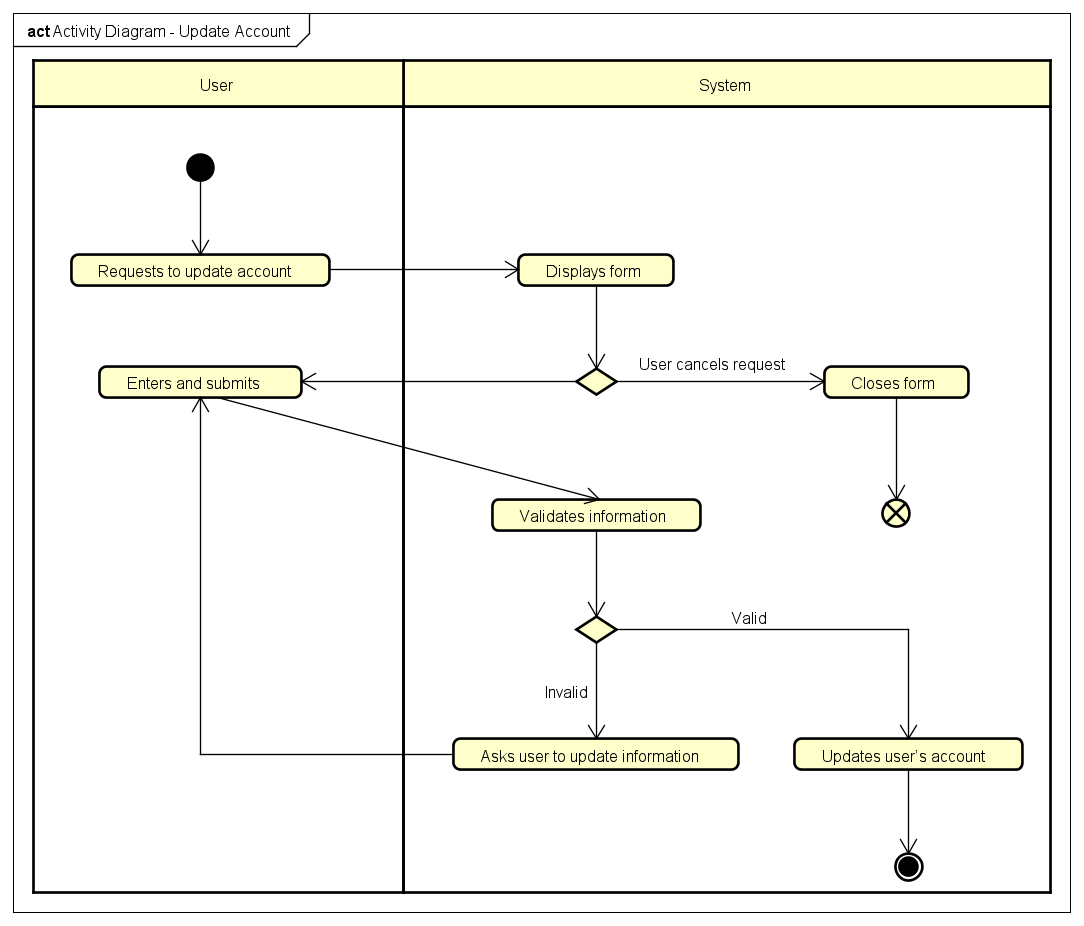 act Activity Diagram - Update Account
User
System
Requests to update account
Displays form
User cancels request
Enters and submits
Closes form
Validates information
Valid
Invalid
Asks user to update information
Updates user's account